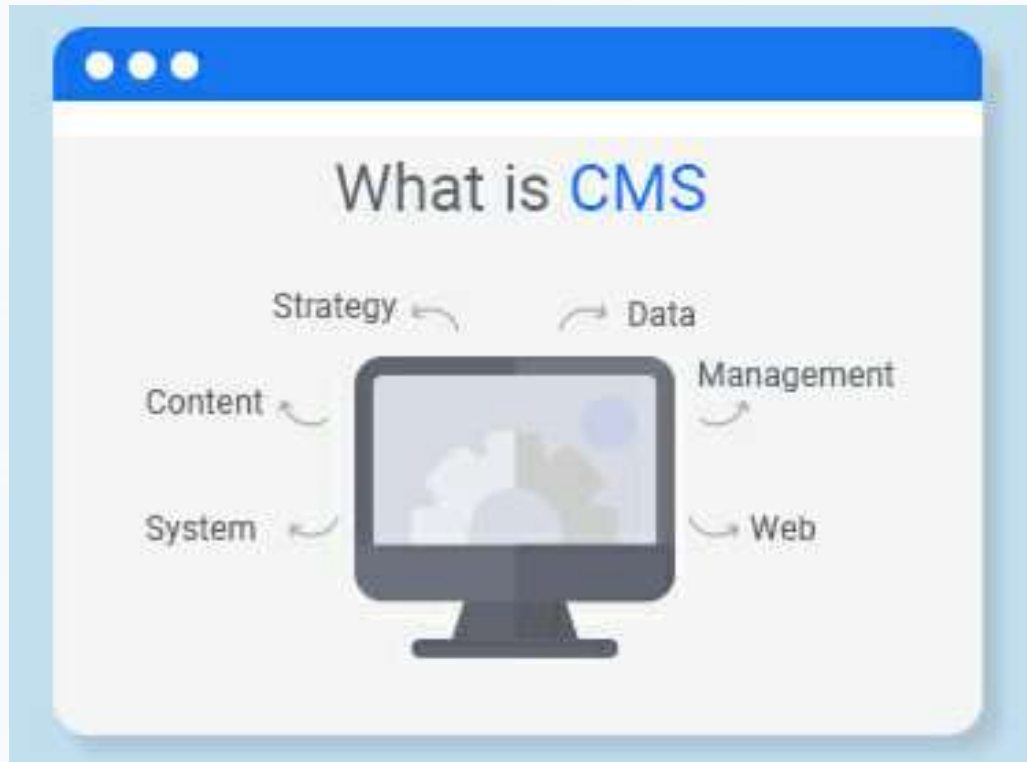 What is CMS
Strategy
Data
Content
Management
System
Web